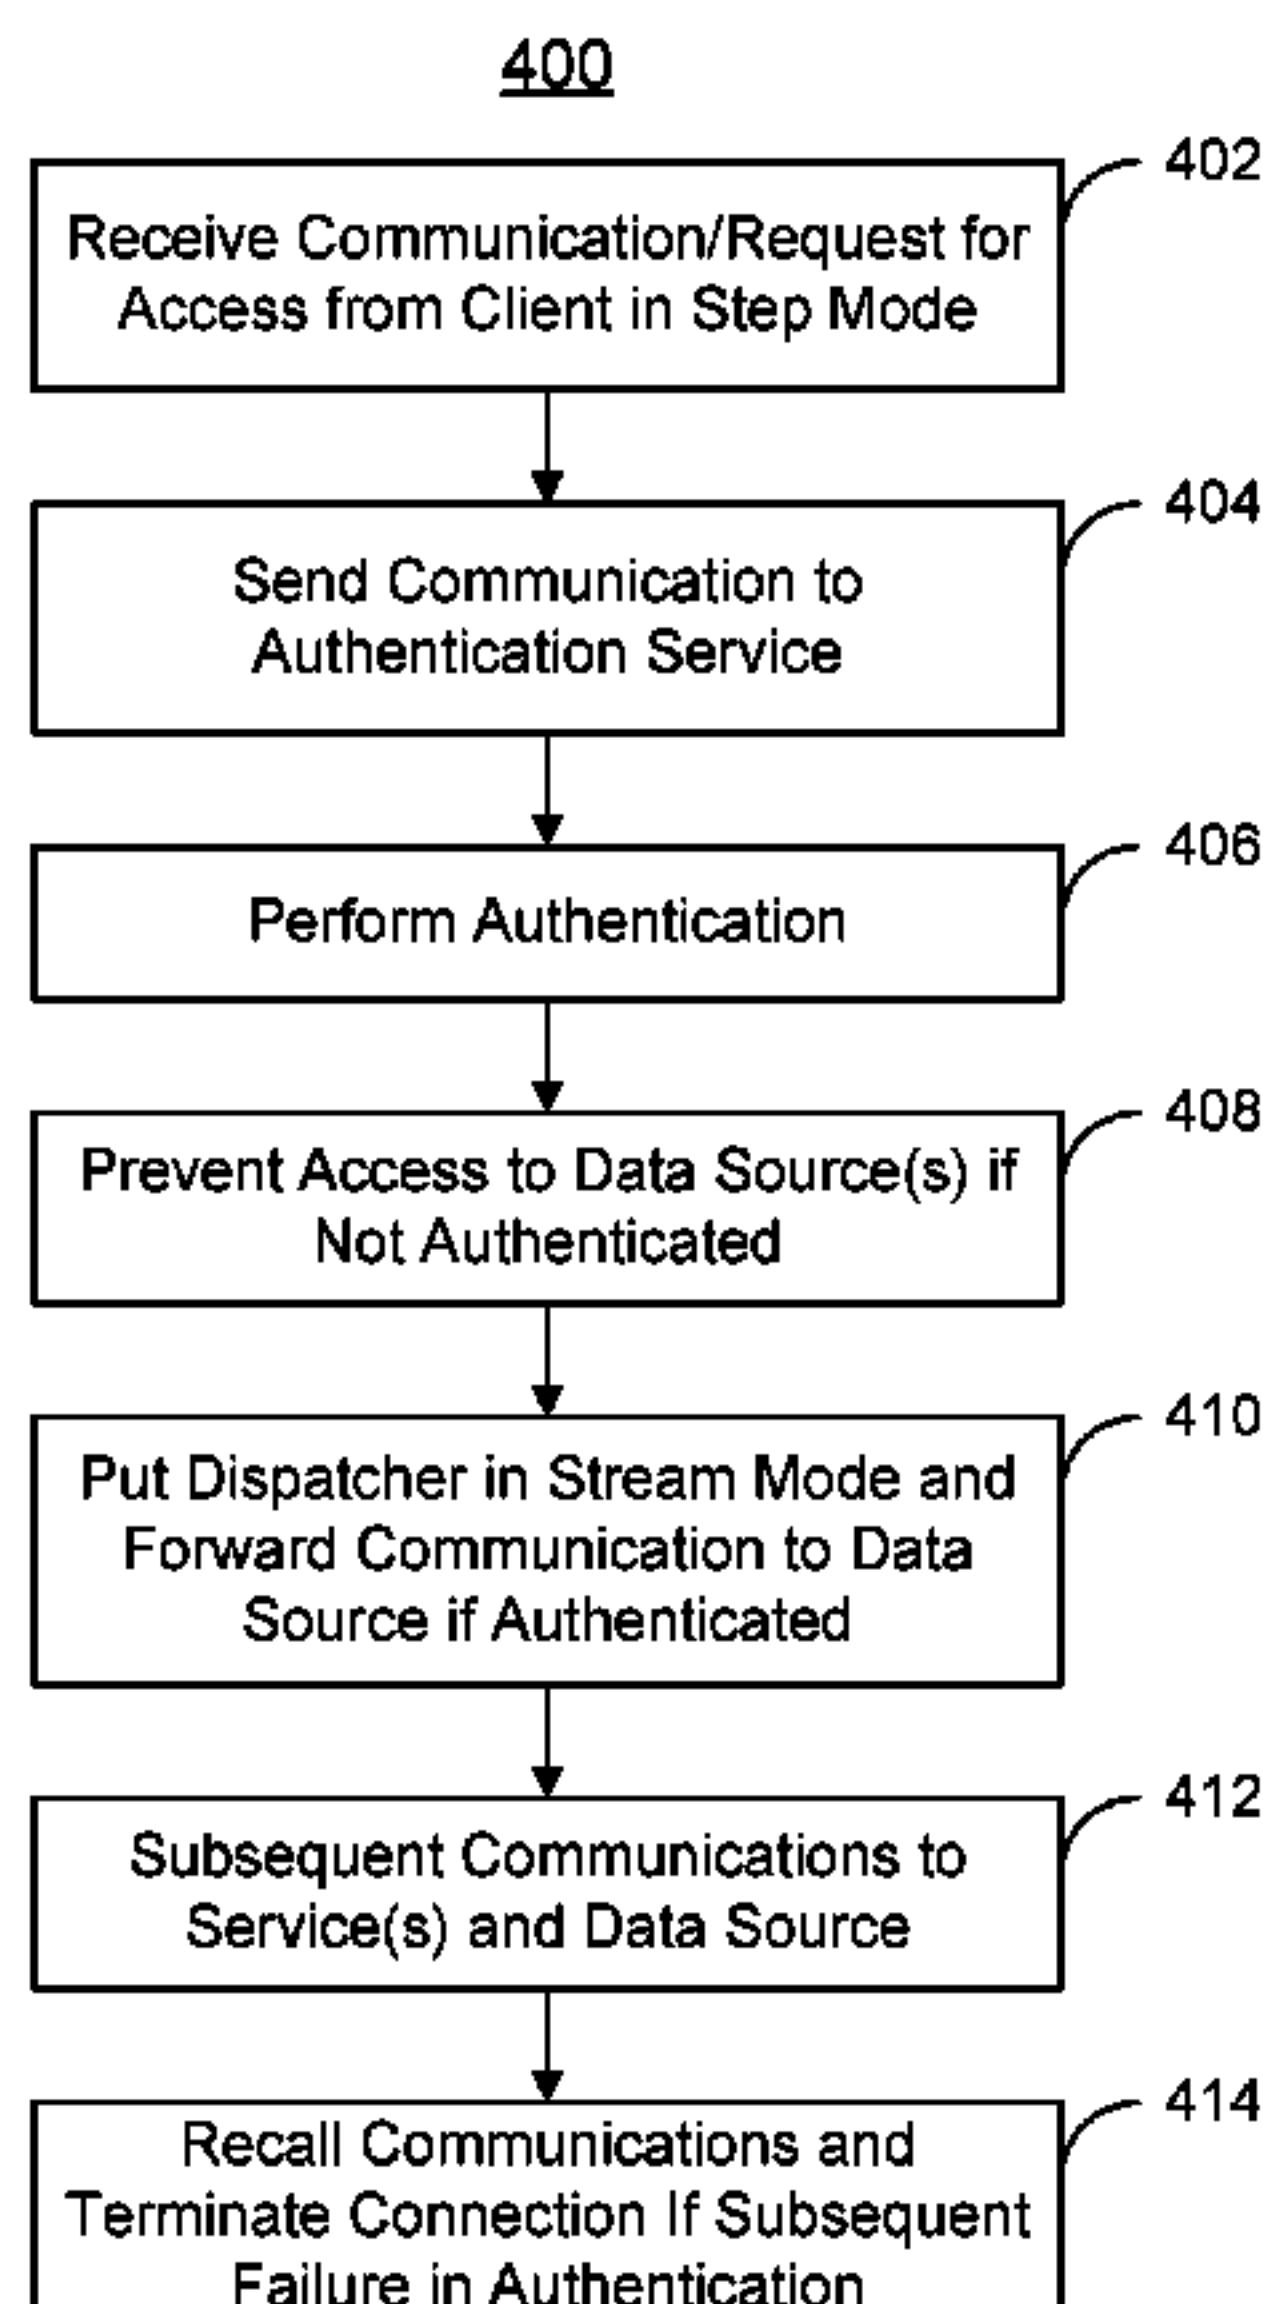 400
402
Receive Communication/Request for
Access from Client in Step Mode
404
Send Communication to
Authentication Service
406
Perform Authentication
408
Prevent Access to Data Source(s) if
Not Authenticated
410
Put Dispatcher in Stream Mode and
Forward Communication to Data
Source if Authenticated
412
Subsequent Communications to
Service(s) and Data Source
414
Recall Communications and
Terminate Connection If Subsequent
Failure in Authentication